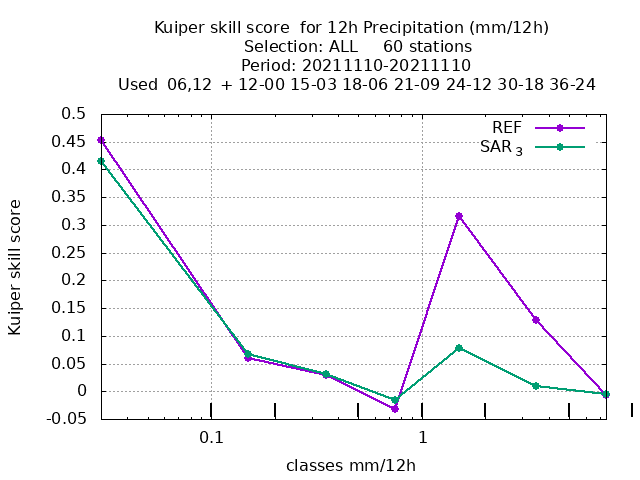 Kuiper skill score  for 12h Precipitation (mm/12h)
Selection: ALL     60 stations
Period: 20211110-20211110
Used  06,12  + 12-00 15-03 18-06 21-09 24-12 30-18 36-24
0.5
0.45
0.4
0.35
0.3
0.25
0.2
0.15
0.1
0.05
0
-0.05
Kuiper skill score
REF
SAR 3
0.1
1
classes mm/12h